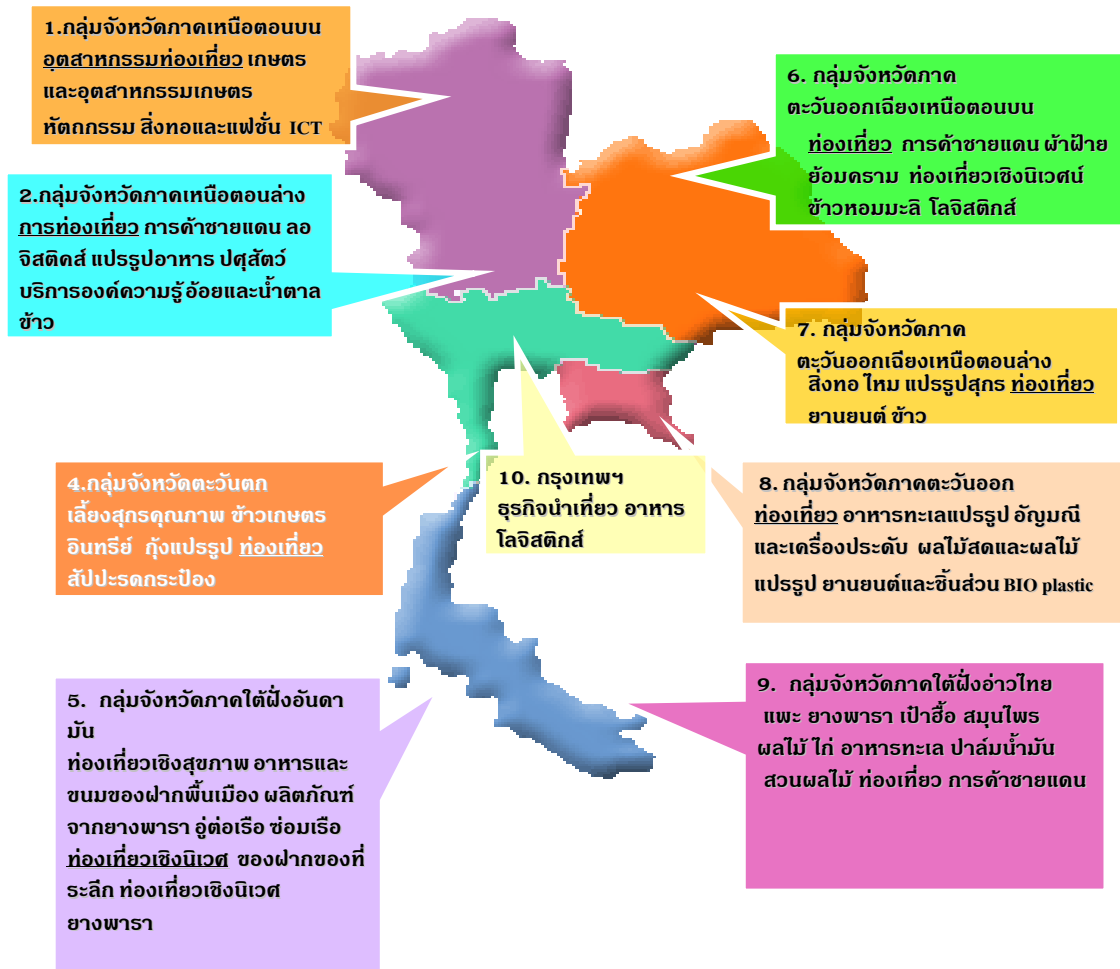 1.กลุ่มจังหวัดภาคเหนือตอนบน
อุตสาหกรรมท่องเที่ยว เกษตร
และอุตสาหกรรมเกษตร
หัตถกรรม สิ่งทอและแฟชั่น ICT
2.กลุ่มจังหวัดภาคเหนือตอนล่าง
การท่องเที่ยว การค้าชายแดน ลอ
จิสติคส์ แปรรูปอาหาร ปศุสัตว์
บริการองค์ความรู้ อ้อยและน้ำตาล
ข้าว
6. กลุ่มจังหวัดภาค
ตะวันออกเฉียงเหนือตอนบน
ท่องเที่ยว การค้าชายแดน ผ้าฝ้าย
ย้อมคราม ท่องเที่ยวเชิงนิเวศน์
ข้าวหอมมะลิ โลจิสติกส์
7. กลุ่มจังหวัดภาค
ตะวันออกเฉียงเหนือตอนล่าง
สิ่งทอ ไหม แปรรูปสุกร ท่องเที่ยว
ยานยนต์ ข้าว
4.กลุ่มจังหวัดตะวันตก
เลี้ยงสุกรคุณภาพ ข้าวเกษตร
อินทรีย์ กุ้งแปรรูป ท่องเที่ยว
สัปปะรดกระป๋อง
10. กรุงเทพฯ
ธุรกิจนำเที่ยว อาหาร
โลจิสติกส์
8. กลุ่มจังหวัดภาคตะวันออก
ท่องเที่ยว อาหารทะเลแปรรูป อัญมณี
และเครื่องประดับ ผลไม้สดและผลไม้
แปรรูป ยานยนต์และชิ้นส่วน BIO plastic
5. กลุ่มจังหวัดภาคใต้ฝั่งอันดา
มัน
ท่องเที่ยวเชิงสุขภาพ อาหารและ
ขนมของฝากพื้นเมือง ผลิตภัณฑ์
จากยางพารา อู่ต่อเรือ ซ่อมเรือ
ท่องเที่ยวเชิงนิเวศ ของฝากของที่
ระลึก ท่องเที่ยวเชิงนิเวศ
ยางพารา
9. กลุ่มจังหวัดภาคใต้ฝั่งอ่าวไทย
แพะ ยางพารา เป๋าฮื้อ สมุนไพร
ผลไม้ ไก่ อาหารทะเล ปาล์มน้ำมัน
สวนผลไม้ ท่องเที่ยว การค้าชายแดน